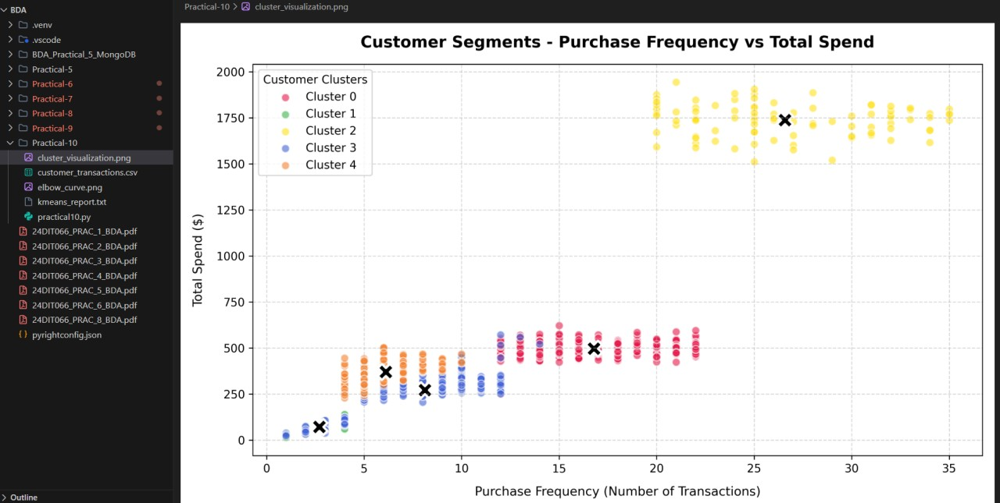 BDA
.venv
.vscode
BDA_Practical_5_MongoDB
Practical-5
Practical-6
Practical-7
Practical-8
Practical-9
Practical-10
cluster_visualization.png
customer_transactions.csv
elbow_curve.png
kmeans_report.txt
practical10.py
24DIT066_PRAC_1_BDA.pdf
24DIT066_PRAC_2_BDA.pdf
24DIT066_PRAC_3_BDA.pdf
24DIT066_PRAC_4_BDA.pdf
24DIT066_PRAC_5_BDA.pdf
24DIT066_PRAC_6_BDA.pdf
24DIT066_PRAC_8_BDA.pdf
{} pyrightconfig.json
Outline
Practical-10 > cluster_visualization.png
Customer Segments - Purchase Frequency vs Total Spend
Customer Clusters
Cluster 0
Cluster 1
Cluster 2
Cluster 3
Cluster 4
Total Spend ($)
2000
1750
1500
1250
1000
750
500
250
0
0 5 10 15 20 25 30 35
Purchase Frequency (Number of Transactions)